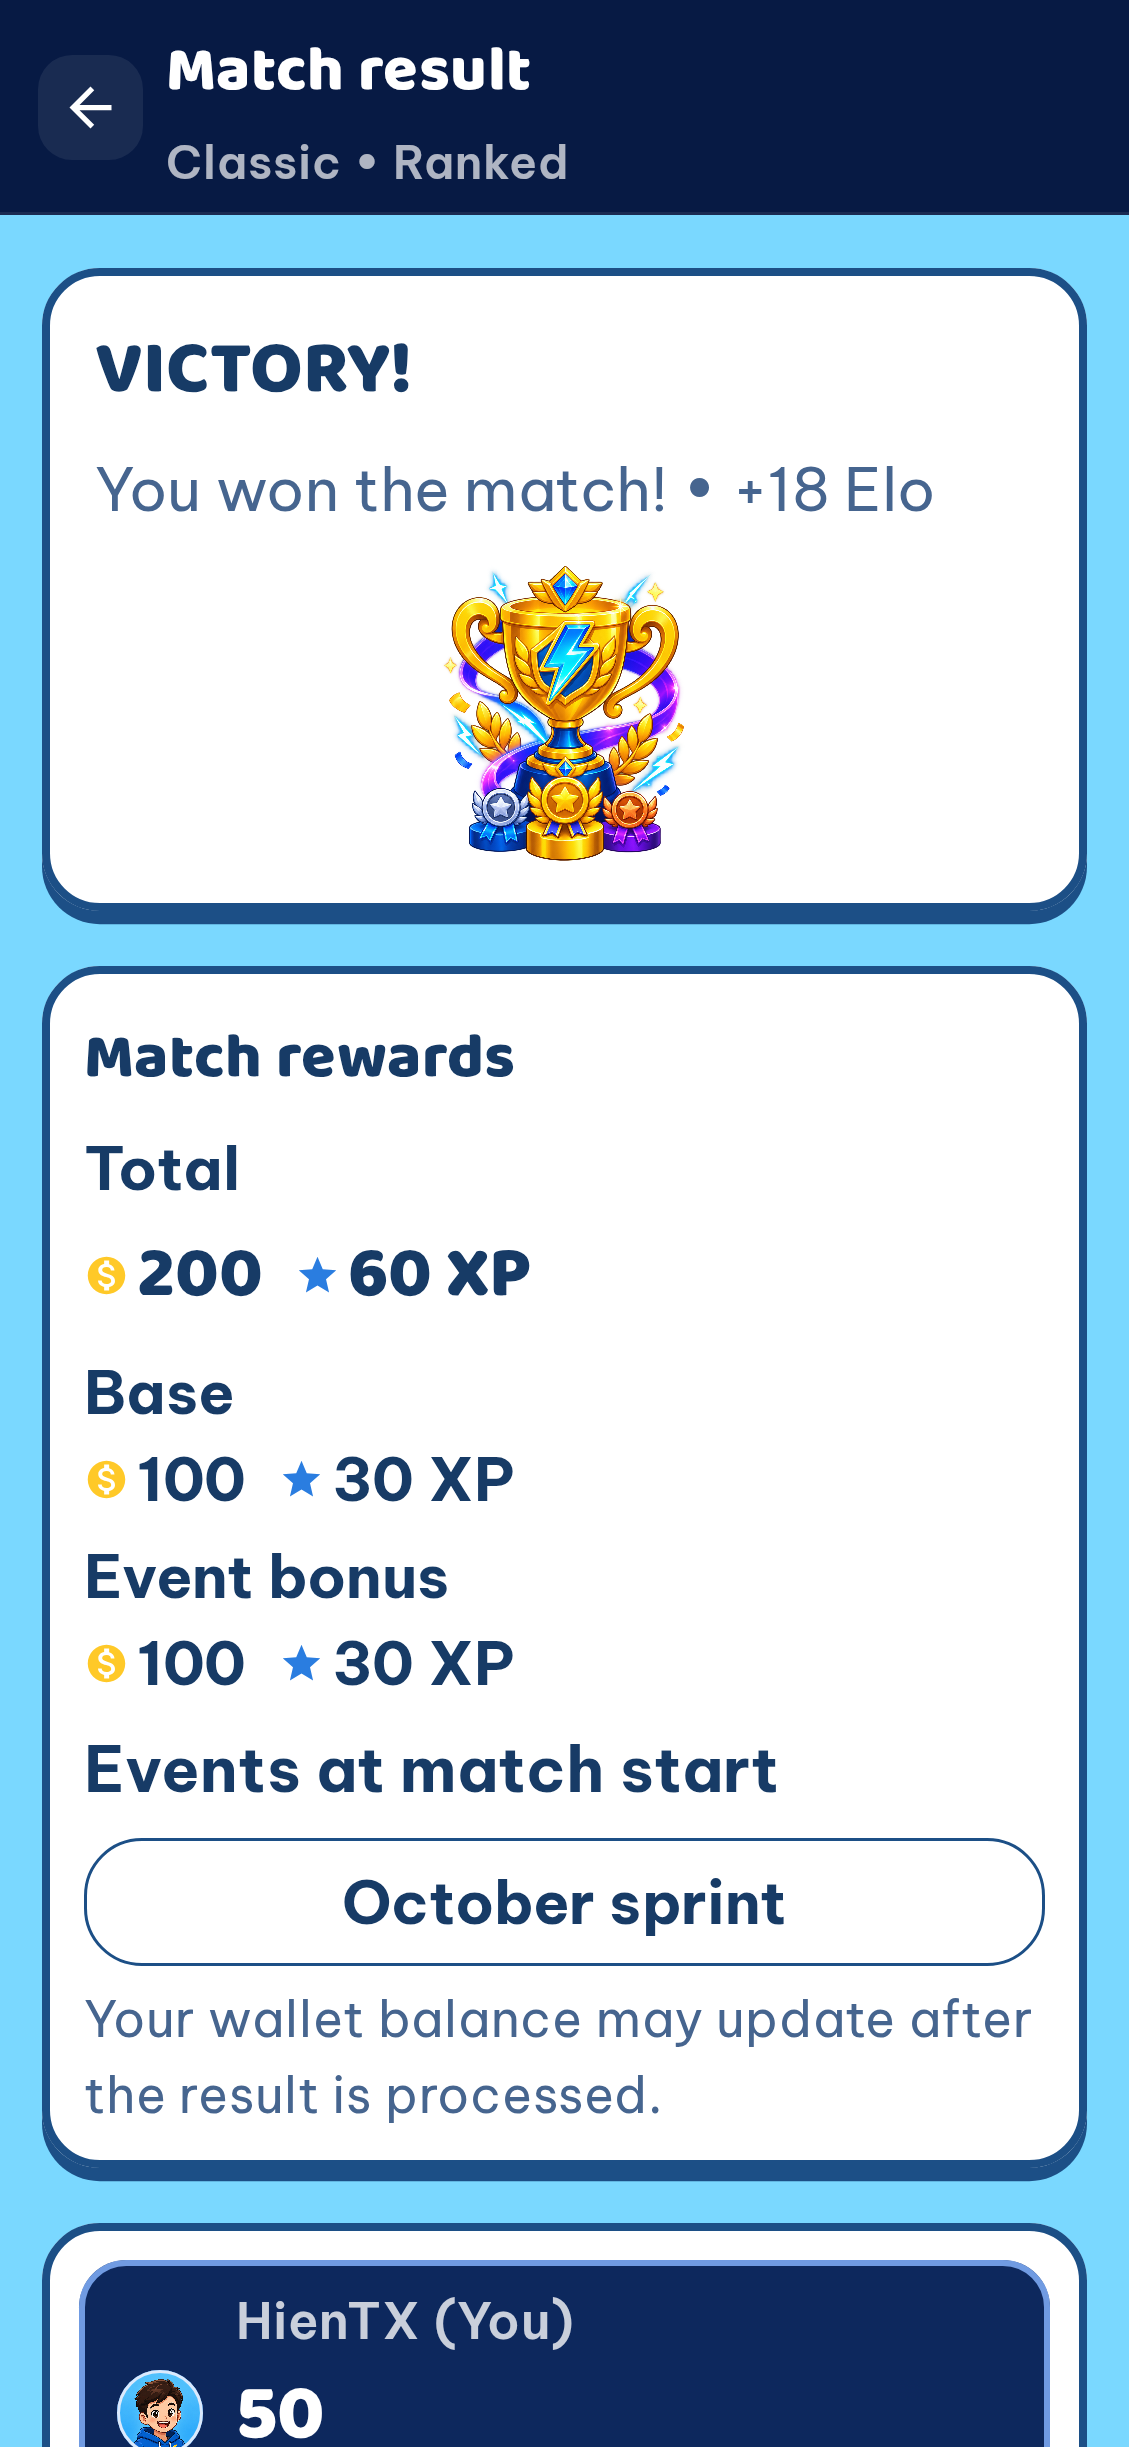 Match result
Classic • Ranked
VICTORY!
You won the match! • +18 Elo
Match rewards
Total
200 60 XP
Base
100 30 XP
Event bonus
100 30 XP
Events at match start
October sprint
Your wallet balance may update after
the result is processed.
HienTX (You)
50